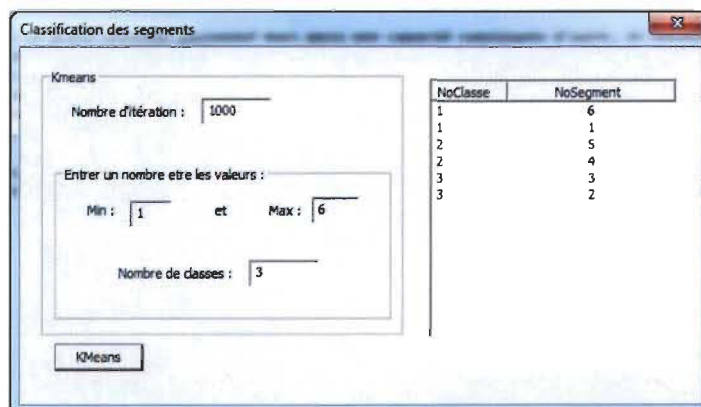 Classification des segments
Kmeans
Nombre d'itération : 1000
Entrer un nombre etre les valeurs :
Min : 1 et Max : 6
Nombre de classes : 3
KMeans
NoClasse NoSegment
1 6
1 1
2 5
2 4
3 3
3 2